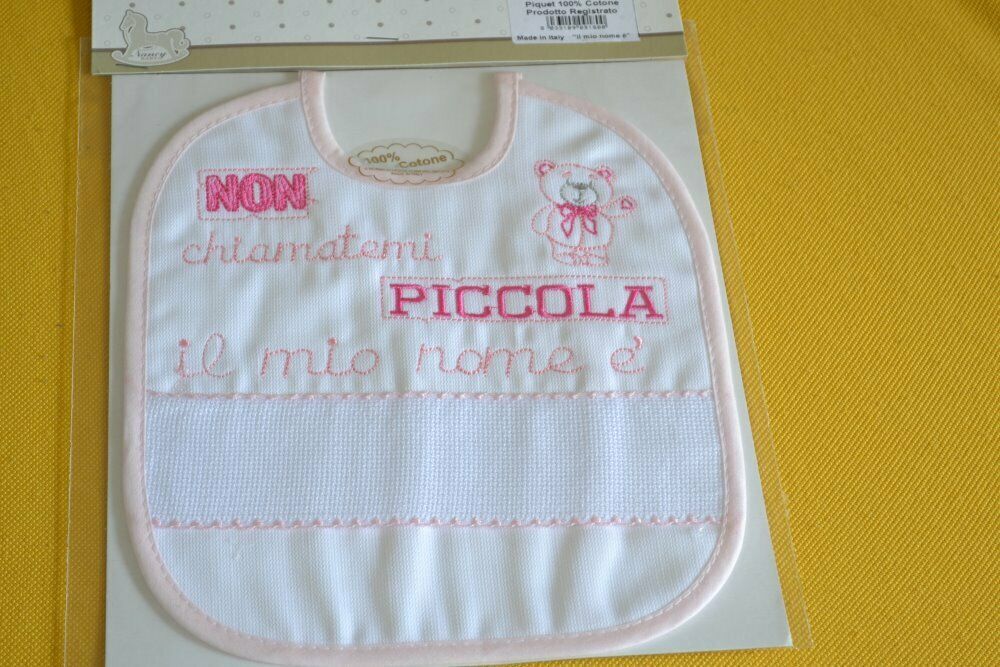 Piquet 100% Cotone
Prodotto Registrato
Made in Italy "il mio nome è"
Nancy
100% Cotone
NON
chiamatemi
PICCOLA
il mio nome è